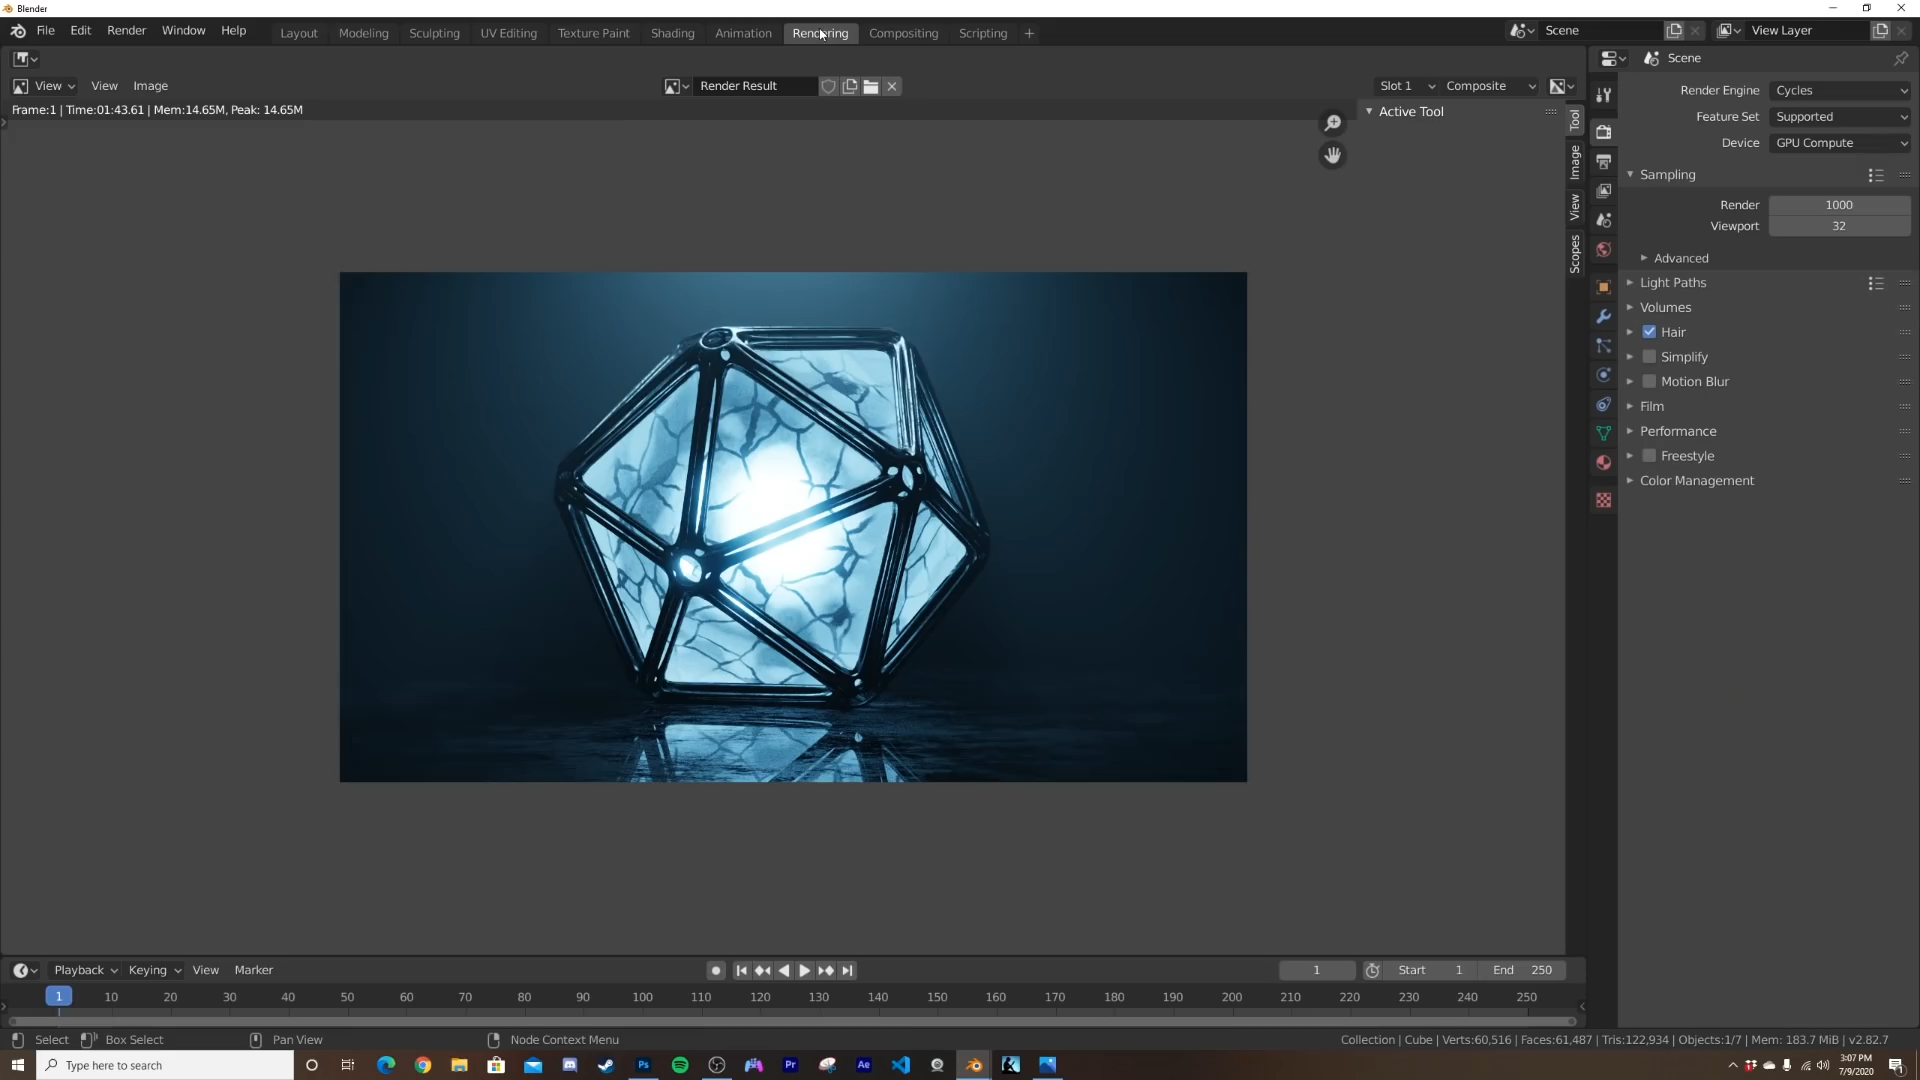 Blender
File Edit Render Window Help
Layout Modeling Sculpting UV Editing Texture Paint Shading Animation Rendering Compositing Scripting +
Scene
View Layer
View View Image
Render Result
Slot 1 Composite
Frame:1 | Time:01:43.61 | Mem:14.65M, Peak: 14.65M
Active Tool
Tool
Image
View
Scopes
Scene
Render Engine Cycles
Feature Set Supported
Device GPU Compute
Sampling
Render 1000
Viewport 32
Advanced
Light Paths
Volumes
Hair
Simplify
Motion Blur
Film
Performance
Freestyle
Color Management
Playback Keying View Marker
1 Start 1 End 250
1 10 20 30 40 50 60 70 80 90 100 110 120 130 140 150 160 170 180 190 200 210 220 230 240 250
Select Box Select Pan View Node Context Menu
Collection | Cube | Verts:60,516 | Faces:61,487 | Tris:122,934 | Objects:1/7 | Mem: 183.7 MiB | v2.82.7
Type here to search
Ps Pr Ae
3:07 PM
7/9/2020